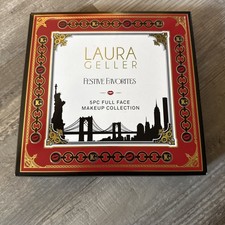 LAURA
GELLER
FESTIVE FAVORITES
5PC FULL FACE
MAKEUP COLLECTION